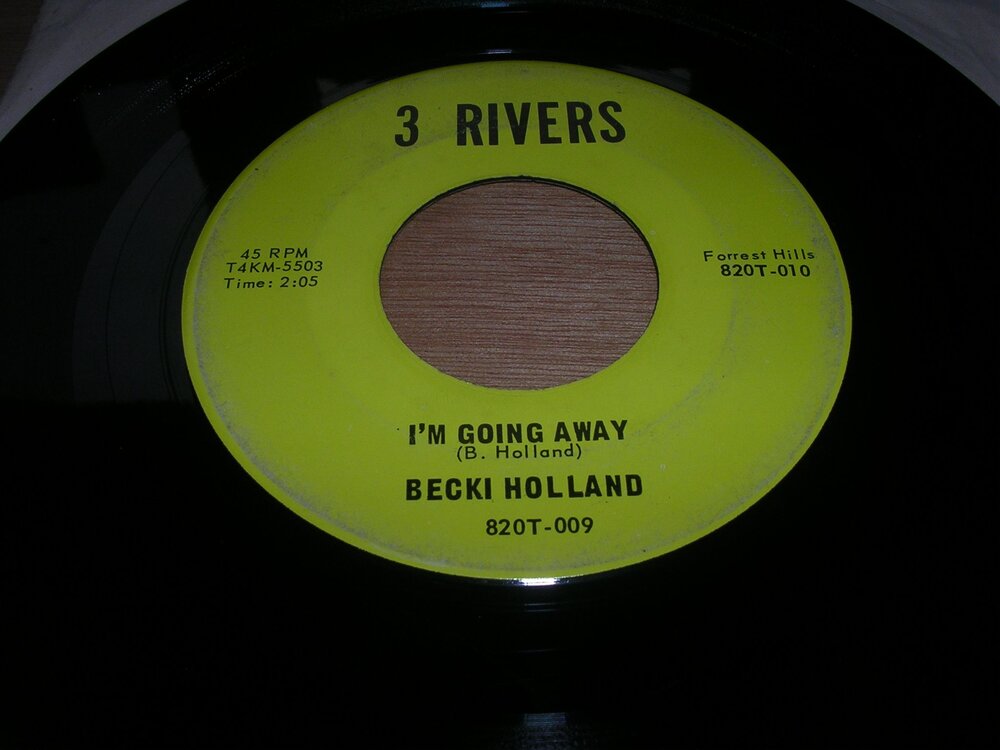 3 RIVERS
45 RPM
T4KM-5503
Time: 2:05
Forrest Hills
820T-010
I'M GOING AWAY
(B. Holland)
BECKI HOLLAND
820T-009